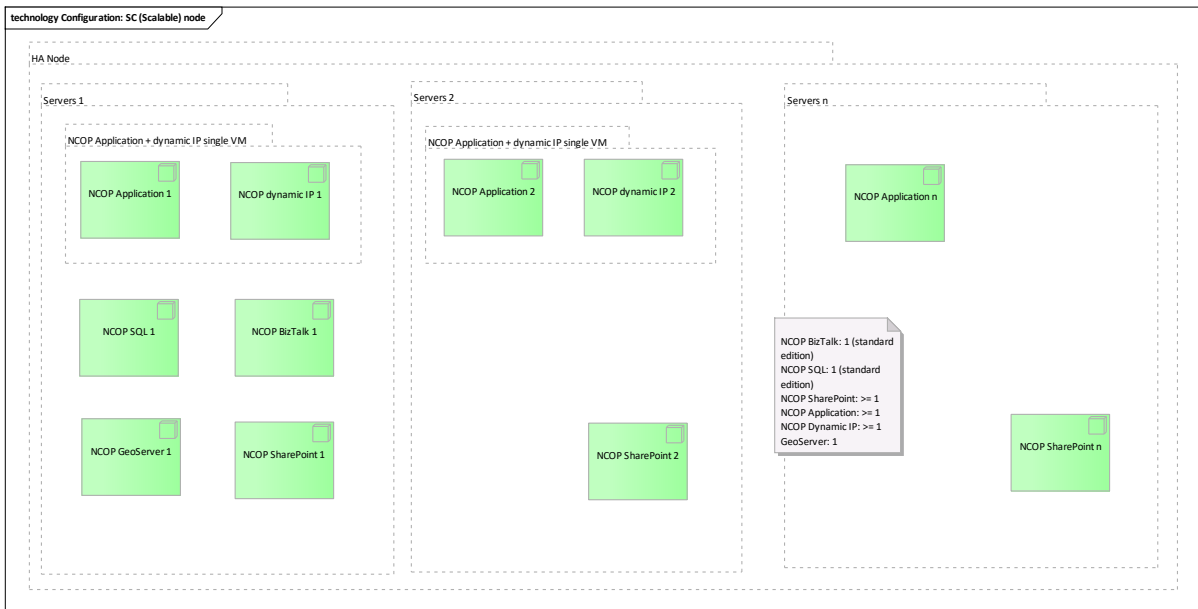 technology Configuration: SC (Scalable) node
HA Node
Servers 1
NCOP Application + dynamic IP single VM
NCOP Application 1
NCOP dynamic IP 1
NCOP SQL 1
NCOP BizTalk 1
NCOP GeoServer 1
NCOP SharePoint 1
Servers 2
NCOP Application + dynamic IP single VM
NCOP Application 2
NCOP dynamic IP 2
NCOP SharePoint 2
Servers n
NCOP Application n
NCOP BizTalk: 1 (standard
edition)
NCOP SQL: 1 (standard
edition)
NCOP SharePoint: >= 1
NCOP Application: >= 1
NCOP Dynamic IP: >= 1
GeoServer: 1
NCOP SharePoint n